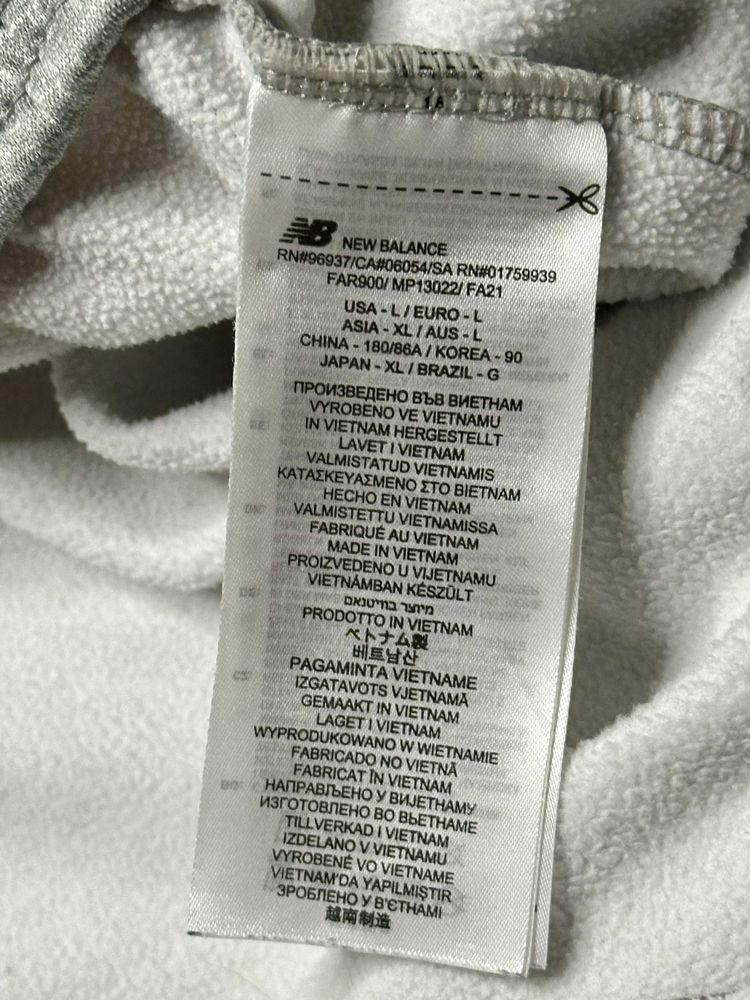 18
NB NEW BALANCE
RN#96937/CA#06054/SA RN#01759939
FAR900/ MP13022/ FA21
USA - L / EURO - L
ASIA - XL / AUS - L
CHINA - 180/86A / KOREA - 90
JAPAN - XL / BRAZIL - G
ПРОИЗВЕДЕНО ВЪВ ВИЕТНАМ
VYROBENO VE VIETNAMU
IN VIETNAM HERGESTELLT
LAVET I VIETNAM
VALMISTATUD VIETNAMIS
ΚΑΤΑΣΚΕΥΑΣΜΕΝΟ ΣΤΟ ΒΙΕΤΝΑΜ
HECHO EN VIETNAM
VALMISTETTU VIETNAMISSA
FABRIQUÉ AU VIETNAM
MADE IN VIETNAM
PROIZVEDENO U VIJETNAMU
VIETNÁMBAN KÉSZÜLT
מיוצר בווייטנאם
PRODOTTO IN VIETNAM
ベトナム製
베트남산
PAGAMINTA VIETNAME
IZGATAVOTS VJETNAMĀ
GEMAAKT IN VIETNAM
LAGET I VIETNAM
WYPRODUKOWANO W WIETNAMIE
FABRICADO NO VIETNÃ
FABRICAT ÎN VIETNAM
НАПРАВЉЕНО У ВИЈЕТНАМУ
ИЗГОТОВЛЕНО ВО ВЬЕТНАМЕ
TILLVERKAD I VIETNAM
IZDELANO V VIETNAMU
VYROBENÉ VO VIETNAME
VIETNAM'DA YAPILMIŞTIR
ЗРОБЛЕНО У В'ЄТНАМІ
越南制造